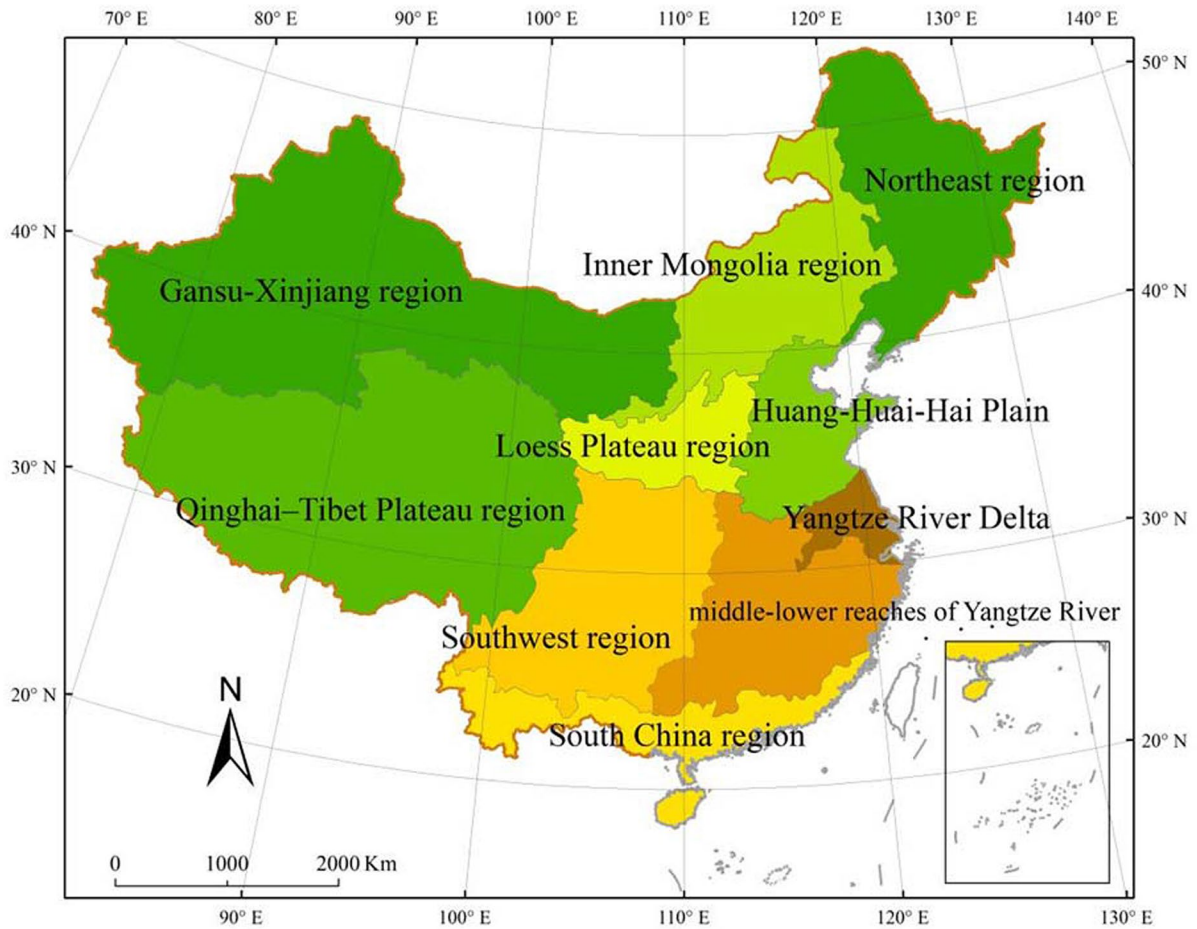 70° E 80° E 90° E 100° E 110° E 120° E 130° E 140° E
50° N
Northeast region
40° N
Inner Mongolia region
Gansu-Xinjiang region
40° N
Huang-Huai-Hai Plain
Loess Plateau region
30° N
Qinghai–Tibet Plateau region
Yangtze River Delta
30° N
middle-lower reaches of Yangtze River
Southwest region
N
20° N
South China region
20° N
0 1000 2000 Km
90° E 100° E 110° E 120° E 130° E